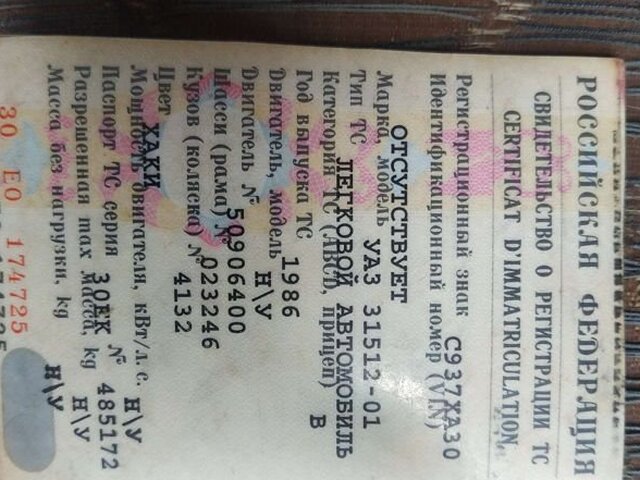 РОССИЙСКАЯ ФЕДЕРАЦИЯ
СВИДЕТЕЛЬСТВО О РЕГИСТРАЦИИ ТС
CERTIFICAT D'IMMATRICULATION
Регистрационный знак С937ХА30
Идентификационный номер (VIN)
ОТСУТСТВУЕТ
Марка, модель УАЗ 31512-01
Тип ТС ЛЕГКОВОЙ АВТОМОБИЛЬ
Категория ТС (ABCD, прицеп) В
Год выпуска ТС 1986
Двигатель, модель Н\У
Двигатель № 50906400
Шасси (рама) № 023246
Кузов (коляска) № 4132
Цвет ХАКИ
Мощность двигателя, кВт/л. с. Н\У
Паспорт ТС серия 30ЕК № 485172
Разрешенная max масса, kg Н\У
Масса без нагрузки, kg Н\У
30 ЕО 174725